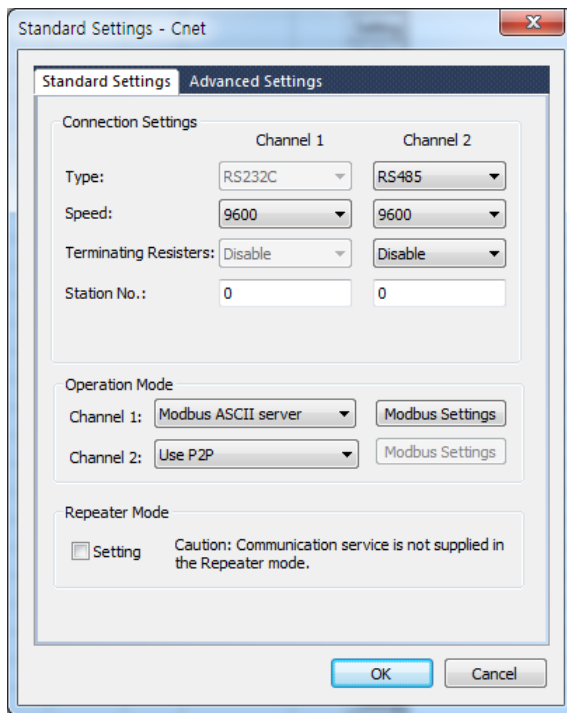 Standard Settings - Cnet
Standard Settings Advanced Settings
Connection Settings
Channel 1 Channel 2
Type: RS232C RS485
Speed: 9600 9600
Terminating Resisters: Disable Disable
Station No.: 0 0
Operation Mode
Channel 1: Modbus ASCII server Modbus Settings
Channel 2: Use P2P Modbus Settings
Repeater Mode
Setting Caution: Communication service is not supplied in
the Repeater mode.
OK Cancel